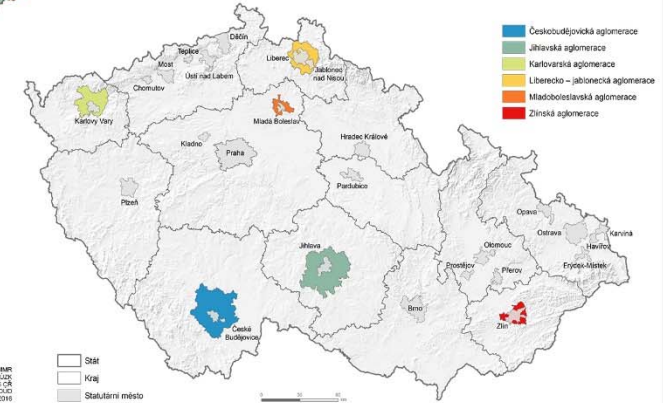 Českobudějovická aglomerace
Jihlavská aglomerace
Karlovarská aglomerace
Liberecko – jablonecká aglomerace
Mladoboleslavská aglomerace
Zlínská aglomerace
Děčín
Teplice
Most
Ústí nad Labem
Chomutov
Liberec
Jablonec
nad Nisou
Karlovy Vary
Mladá Boleslav
Kladno
Praha
Hradec Králové
Pardubice
Plzeň
Opava
Ostrava
Karviná
Havířov
Frýdek-Místek
Jihlava
Olomouc
Prostějov
Přerov
Brno
Zlín
České
Budějovice
Stát
Kraj
Statutární město